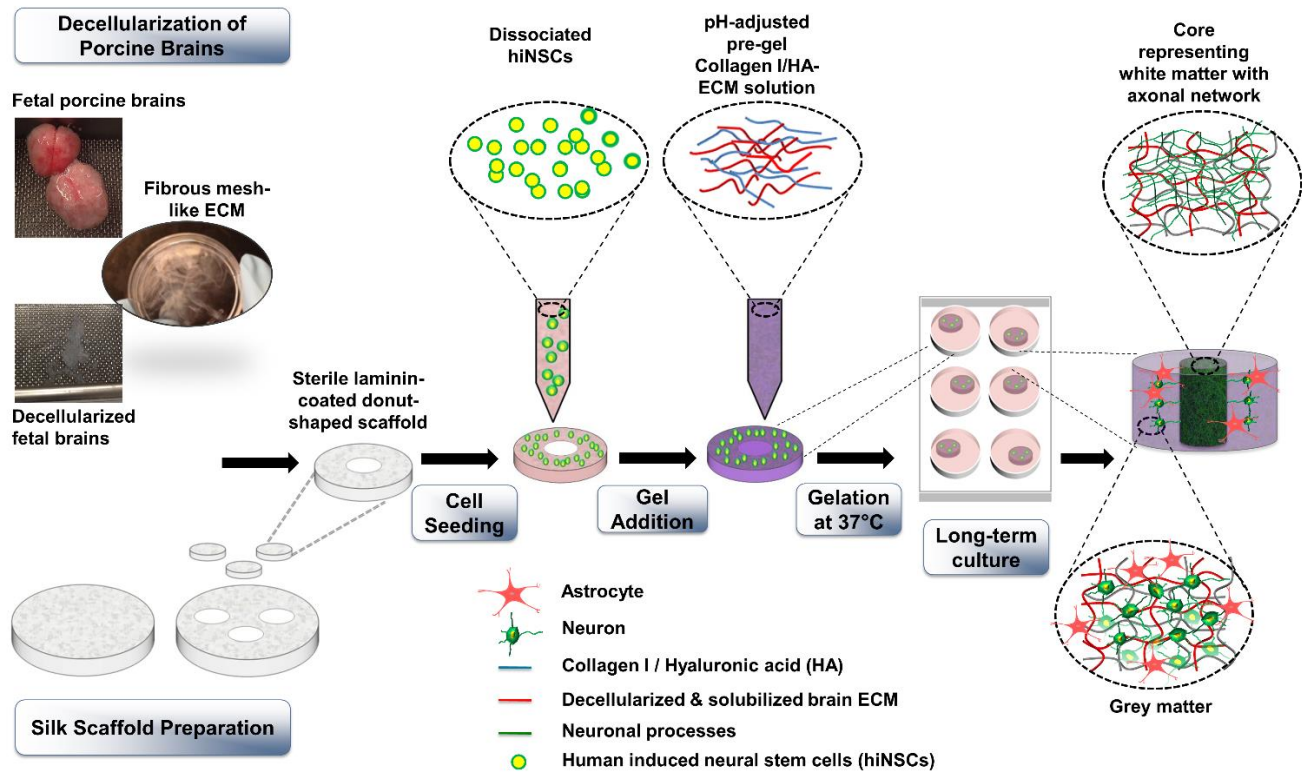 Decellularization of
Porcine Brains
Fetal porcine brains
Fibrous mesh-
like ECM
Decellularized
fetal brains
Silk Scaffold Preparation
Sterile laminin-
coated donut-
shaped scaffold
Cell
Seeding
Dissociated
hiNSCs
Gel
Addition
pH-adjusted
pre-gel
Collagen I/HA-
ECM solution
Gelation
at 37°C
Long-term
culture
Core
representing
white matter with
axonal network
Grey matter
Astrocyte
Neuron
Collagen I / Hyaluronic acid (HA)
Decellularized & solubilized brain ECM
Neuronal processes
Human induced neural stem cells (hiNSCs)